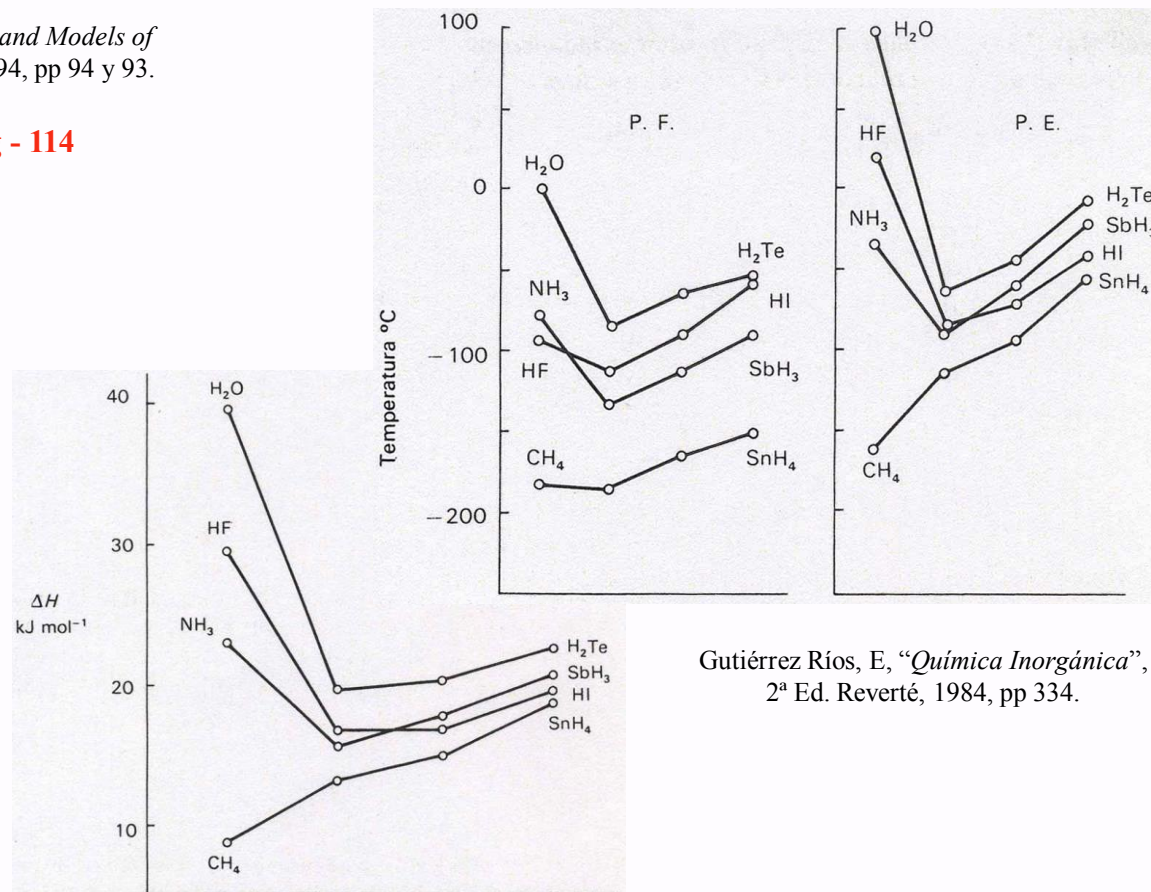 and Models of
94, pp 94 y 93.
- 114
100
0
−100
−200
Temperatura ºC
P. F.
H₂O
NH₃
HF
CH₄
H₂Te
HI
SbH₃
SnH₄
P. E.
H₂O
HF
NH₃
CH₄
H₂Te
SbH₃
HI
SnH₄
40
30
20
10
ΔH
kJ mol⁻¹
H₂O
HF
NH₃
CH₄
H₂Te
SbH₃
HI
SnH₄
Gutiérrez Ríos, E, “Química Inorgánica”,
2ª Ed. Reverté, 1984, pp 334.